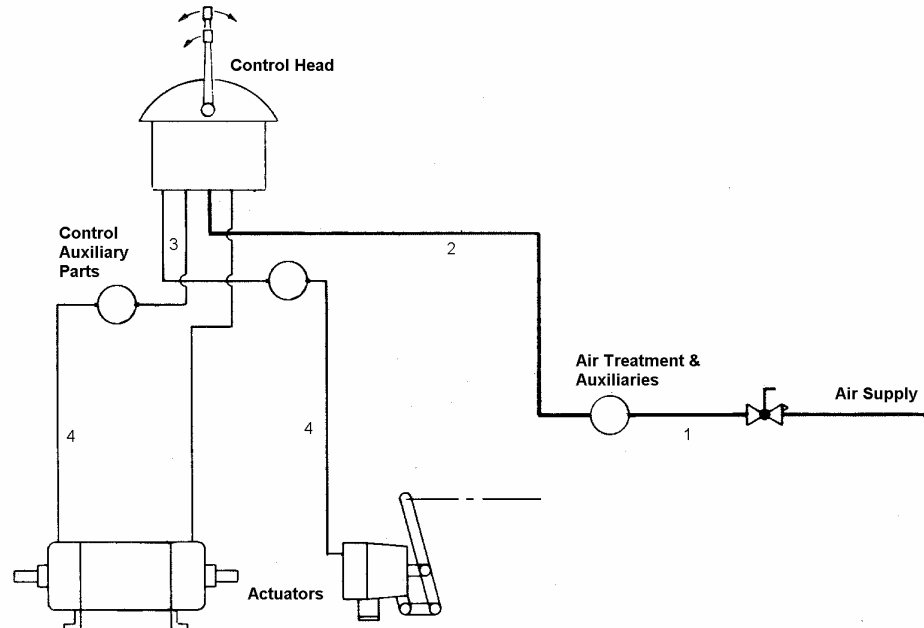 Control Head
Control
Auxiliary
Parts
3
2
Air Treatment &
Auxiliaries
Air Supply
1
4
4
Actuators